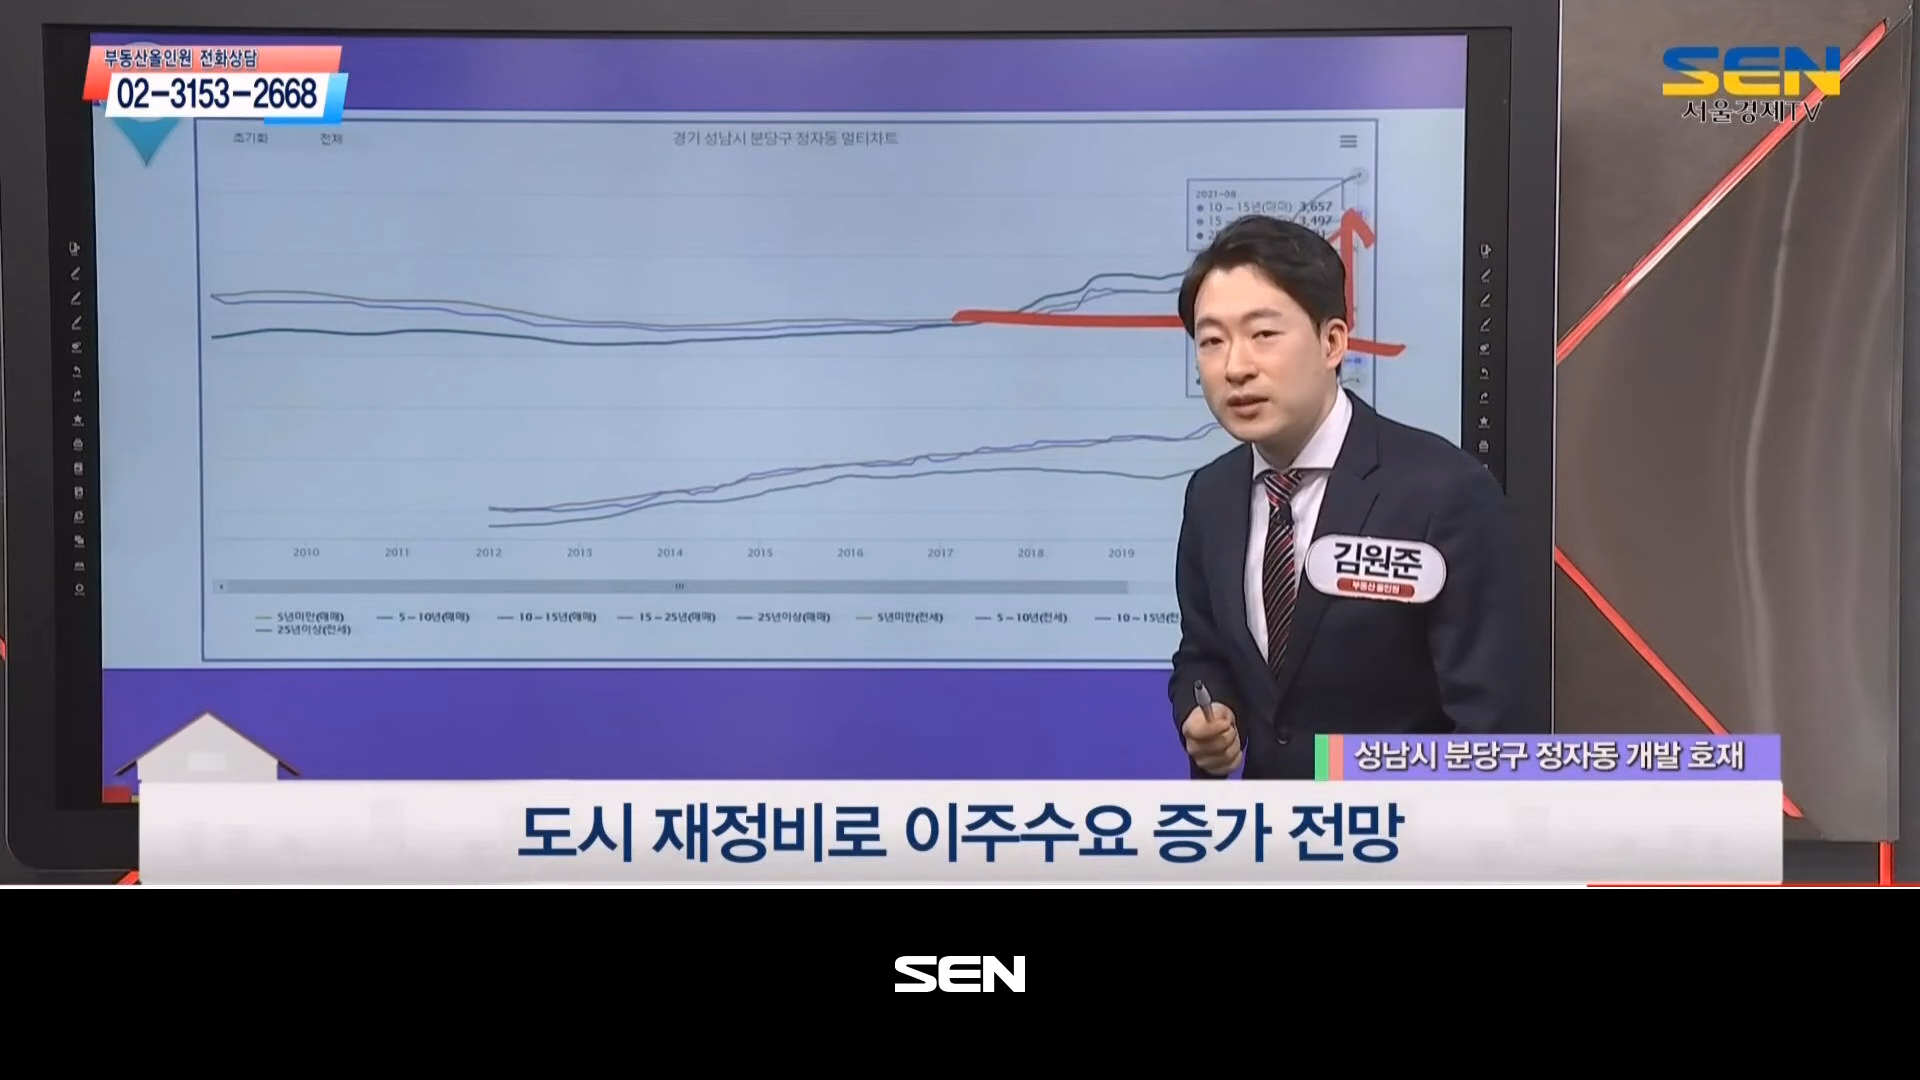 부동산올인원 전화상담
02-3153-2668
SEN
서울경제TV
초기화 전체
경기 성남시 분당구 정자동 멀티차트
2021-08
10~15년(매매) 3,657
15 3,497
2010 2011 2012 2013 2014 2015 2016 2017 2018 2019
5년미만(매매) 5~10년(매매) 10~15년(매매) 15~25년(매매) 25년이상(매매) 5년미만(전세) 5~10년(전세) 10~15년(전
25년이상(전세)
김원준
부동산 올인원
성남시 분당구 정자동 개발 호재
도시 재정비로 이주수요 증가 전망
SEN